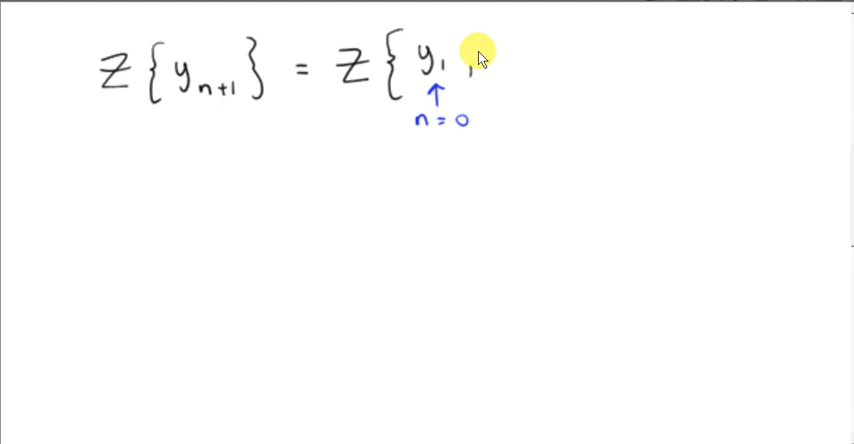 Z{y_{n+1}} = Z{y_1,
↑
n=0